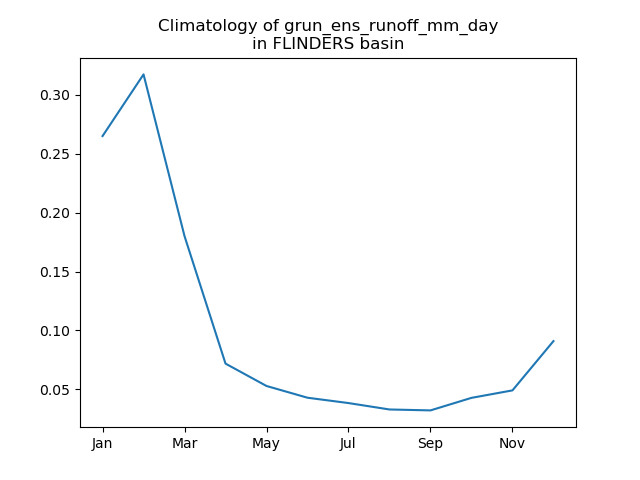 Climatology of grun_ens_runoff_mm_day
in FLINDERS basin
0.30
0.25
0.20
0.15
0.10
0.05
Jan Mar May Jul Sep Nov